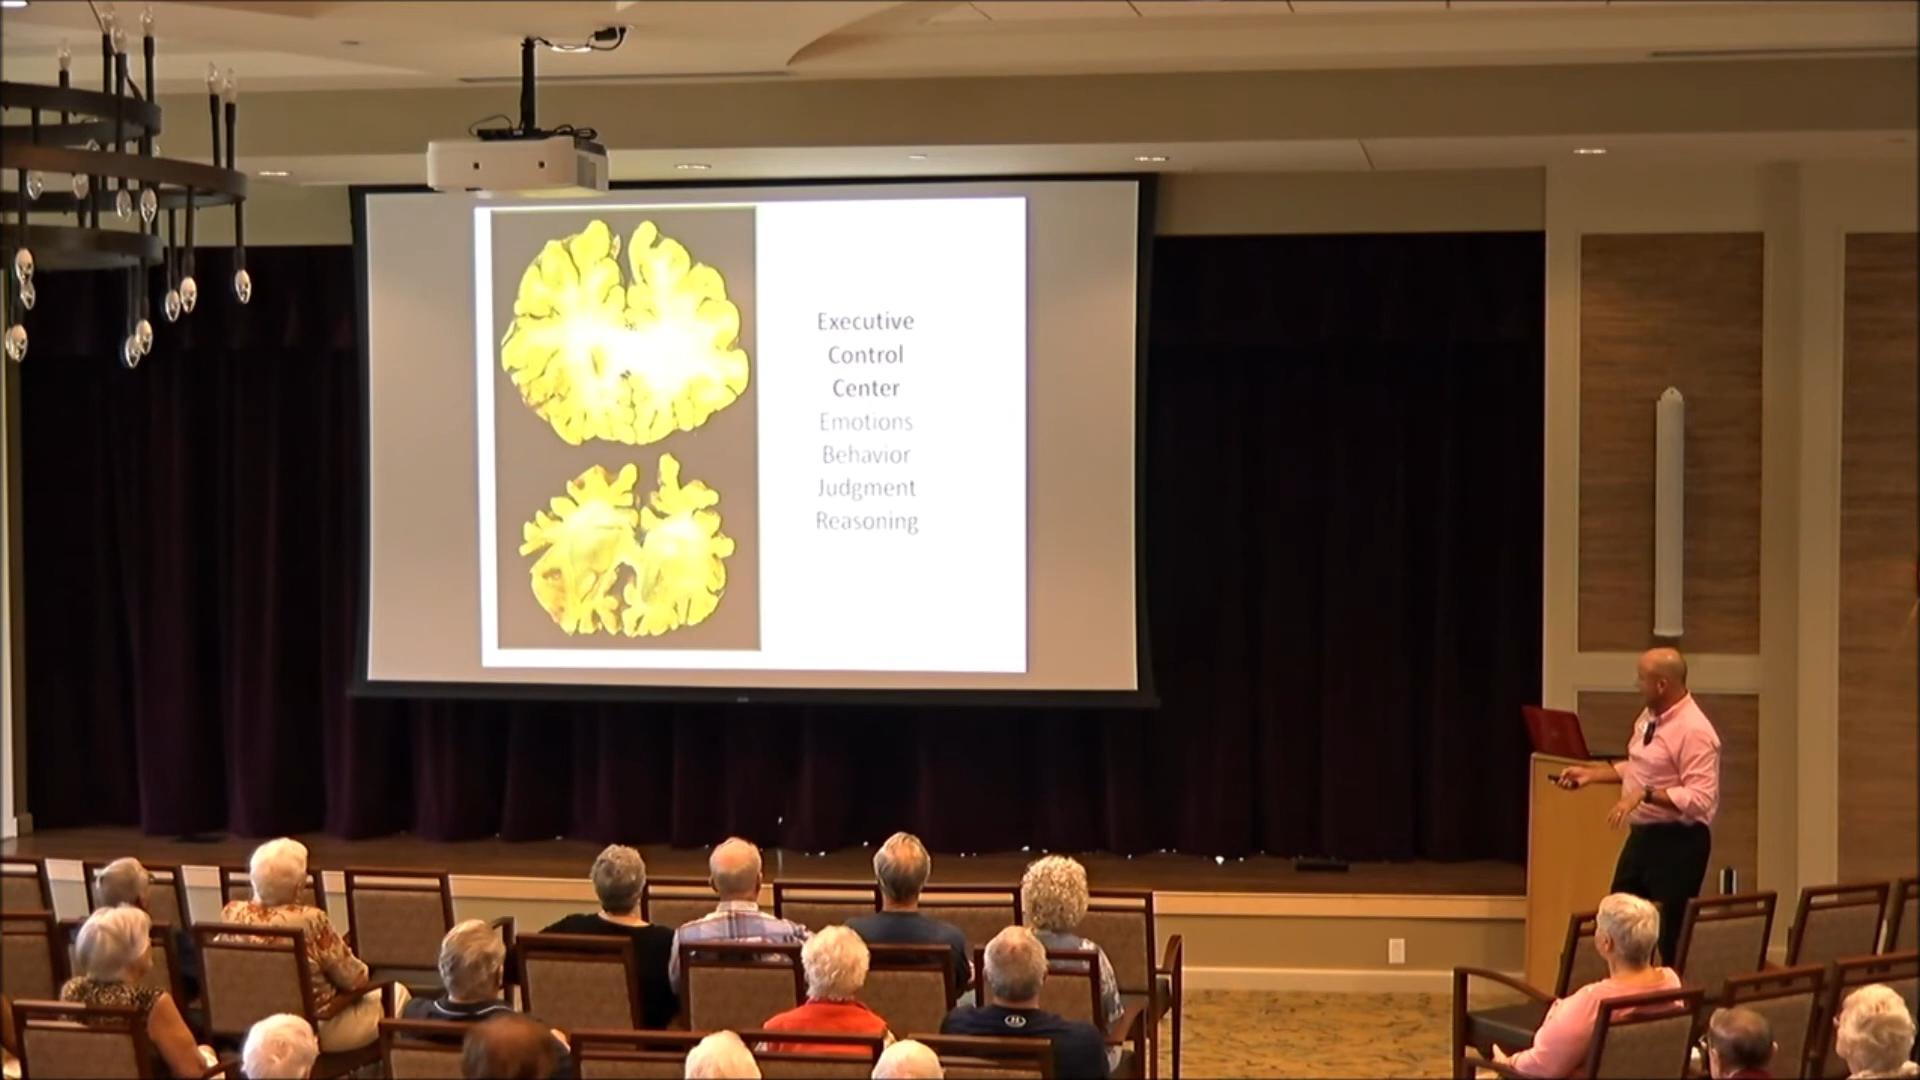 Executive
Control
Center
Emotions
Behavior
Judgment
Reasoning